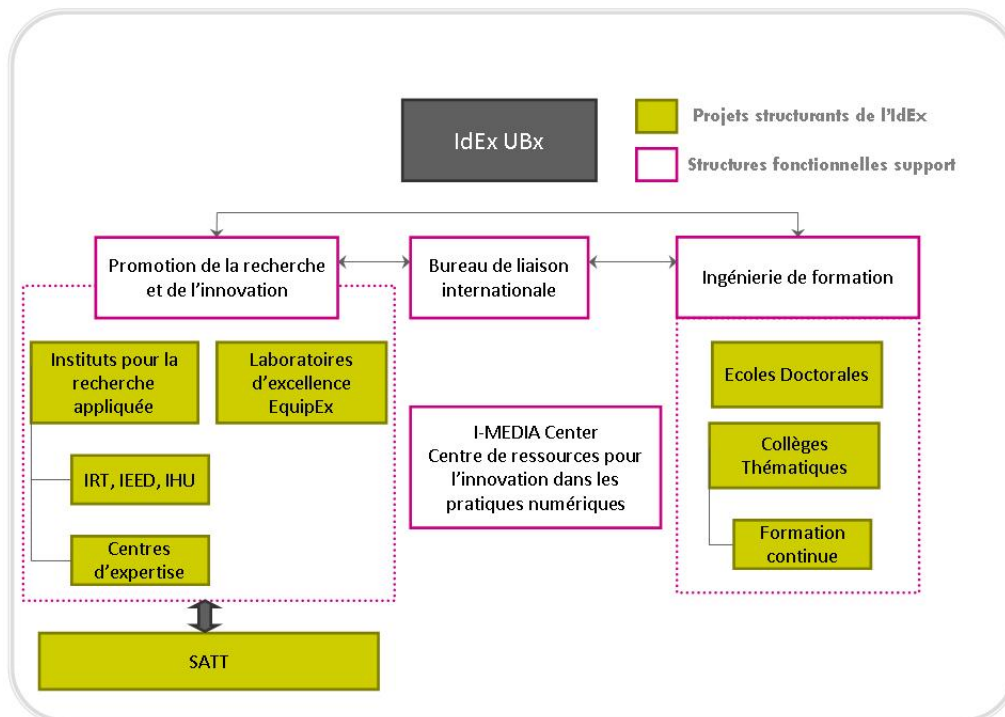 IdEx UBx
Projets structurants de l'IdEx
Structures fonctionnelles support
Promotion de la recherche
et de l'innovation
Bureau de liaison
internationale
Ingénierie de formation
Instituts pour la
recherche
appliquée
Laboratoires
d'excellence
EquipEx
IRT, IEED, IHU
Centres
d'expertise
SATT
I-MEDIA Center
Centre de ressources pour
l'innovation dans les
pratiques numériques
Ecoles Doctorales
Collèges
Thématiques
Formation
continue